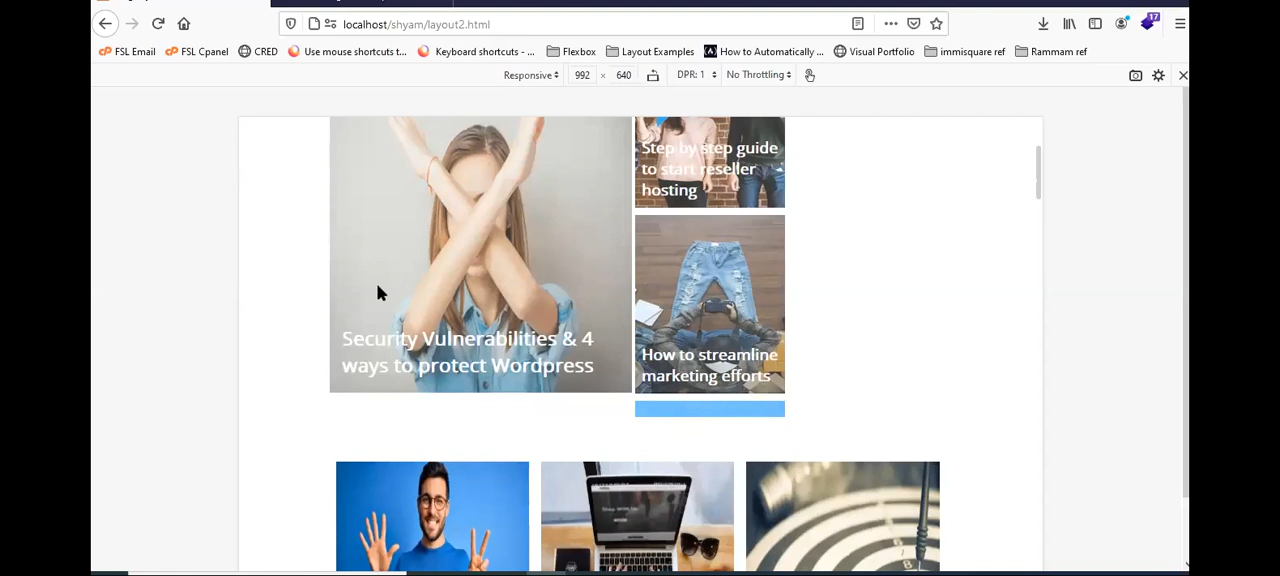 localhost/shyam/layout2.html
17
FSL Email
FSL Cpanel
CRED
Use mouse shortcuts t...
Keyboard shortcuts - ...
Flexbox
Layout Examples
How to Automatically ...
Visual Portfolio
immisquare ref
Rammam ref
Responsive
992 × 640
DPR: 1
No Throttling
Step by step guide
to start reseller
hosting
Security Vulnerabilities & 4
ways to protect Wordpress
How to streamline
marketing efforts